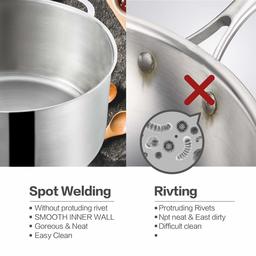 Spot Welding
• Without protuding rivet
• SMOOTH INNER WALL
• Goreous & Neat
• Easy Clean
Rivting
• Protruding Rivets
• Npt neat & East dirty
• Difficult clean
•